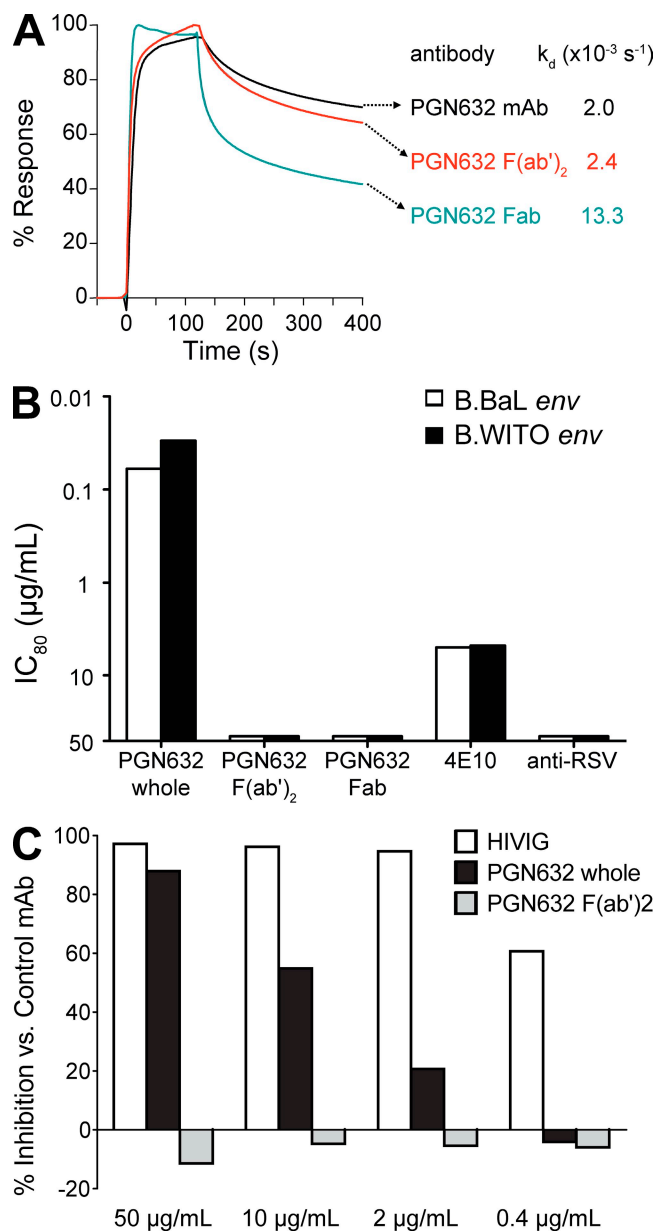 A
antibody k_d (x10⁻³ s⁻¹)
PGN632 mAb 2.0
PGN632 F(ab')₂ 2.4
PGN632 Fab 13.3
% Response
100
80
60
40
20
0
0 100 200 300 400
Time (s)
B
B.BaL env
B.WITO env
IC₈₀ (µg/mL)
0.01
0.1
1
10
50
PGN632 PGN632 PGN632 4E10 anti-RSV
whole F(ab')₂ Fab
C
HIVIG
PGN632 whole
PGN632 F(ab')2
% Inhibition vs. Control mAb
100
80
60
40
20
0
-20
50 µg/mL 10 µg/mL 2 µg/mL 0.4 µg/mL